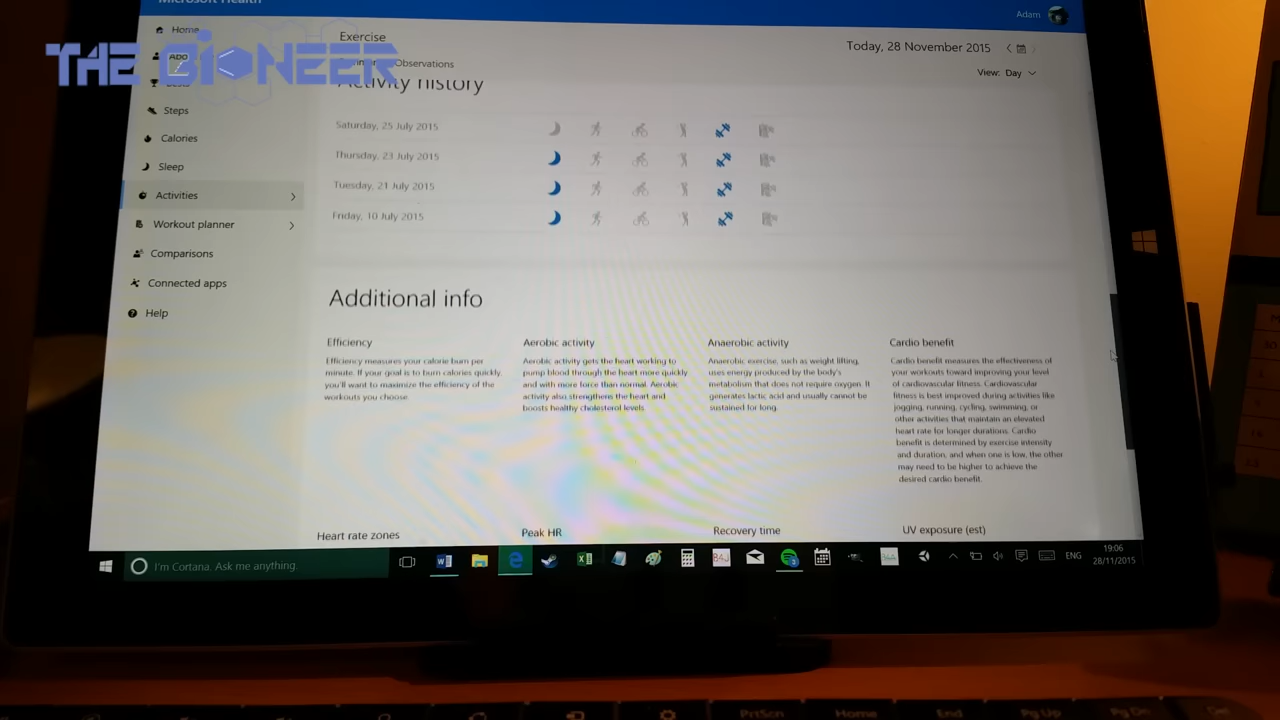 Microsoft Health
Adam
THE BiONEER
Home
Steps
Calories
Sleep
Activities
Workout planner
Comparisons
Connected apps
Help
Exercise
Observations
Today, 28 November 2015
View: Day
Activity history
Saturday, 25 July 2015
Thursday, 23 July 2015
Tuesday, 21 July 2015
Friday, 10 July 2015
Additional info
Efficiency
Efficiency measures your calorie burn per
minute. If your goal is to burn calories quickly,
you'll want to maximize the efficiency of the
workouts you choose.
Aerobic activity
Aerobic activity gets the heart working to
pump blood through the heart more quickly
and with more force than normal. Aerobic
activity also strengthens the heart and
boosts healthy cholesterol levels.
Anaerobic activity
Anaerobic exercise, such as weight lifting,
uses energy produced by the body's
metabolism that does not require oxygen. It
generates lactic acid and usually cannot be
sustained for long.
Cardio benefit
Cardio benefit measures the effectiveness of
your workouts toward improving your level
of cardiovascular fitness. Cardiovascular
fitness is best improved during activities like
jogging, running, cycling, swimming, or
other activities that maintain an elevated
heart rate for longer durations. Cardio
benefit is determined by exercise intensity
and duration, and when one is low, the other
may need to be higher to achieve the
desired cardio benefit.
Heart rate zones
Peak HR
Recovery time
UV exposure (est)
I'm Cortana. Ask me anything.
ENG
19:06
28/11/2015
PrtScn
Home
End
Pg Up
Pg Dn